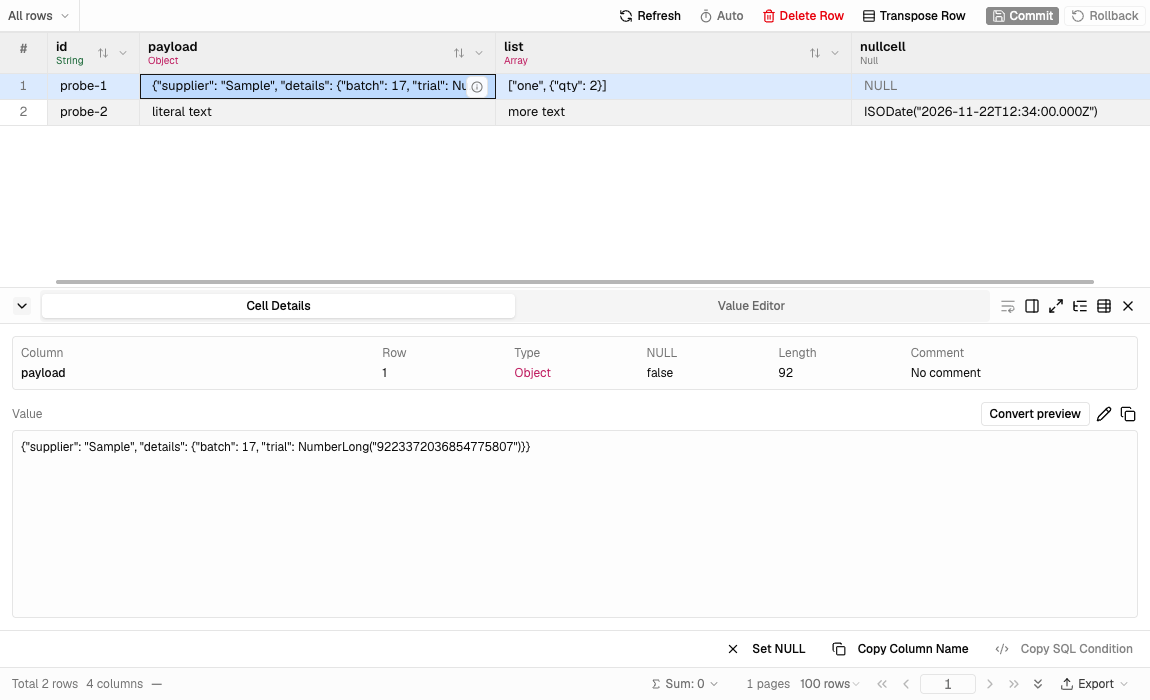 All rows Refresh Auto Delete Row Transpose Row Commit Rollback
# id payload list nullcell
String Object Array Null
1 probe-1 {"supplier": "Sample", "details": {"batch": 17, "trial": Nu ["one", {"qty": 2}] NULL
2 probe-2 literal text more text ISODate("2026-11-22T12:34:00.000Z")
Cell Details Value Editor
Column Row Type NULL Length Comment
payload 1 Object false 92 No comment
Value Convert preview
{"supplier": "Sample", "details": {"batch": 17, "trial": NumberLong("9223372036854775807")}}
Set NULL Copy Column Name </> Copy SQL Condition
Total 2 rows 4 columns — Σ Sum: 0 1 pages 100 rows 1 Export